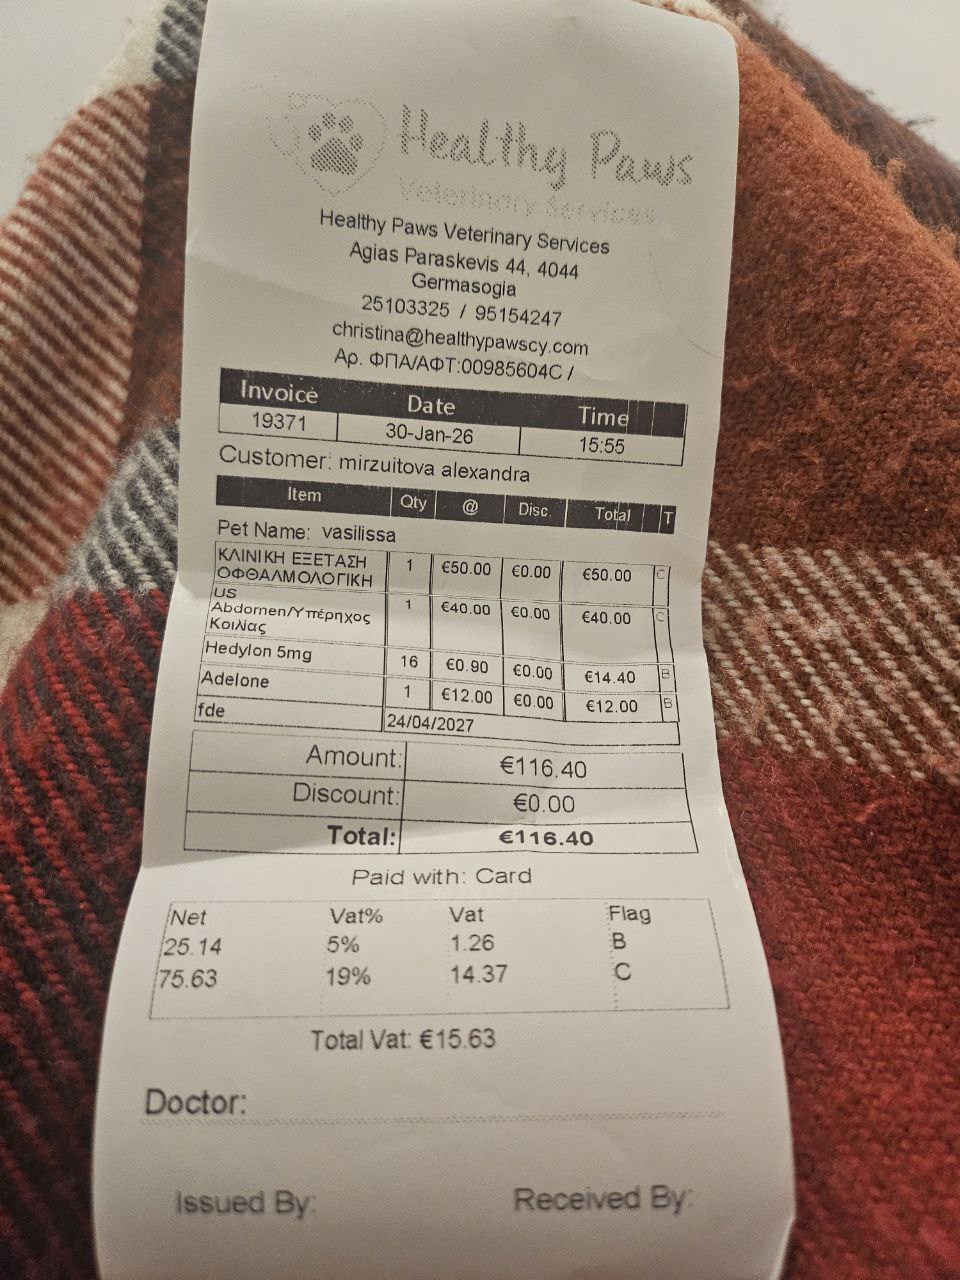 Healthy Paws
Veterinary Services
Healthy Paws Veterinary Services
Agias Paraskevis 44, 4044
Germasogia
25103325 / 95154247
christina@healthypawscy.com
Αρ. ΦΠΑ/ΑΦΤ:00985604C /
Invoice Date Time
19371 30-Jan-26 15:55
Customer: mirzuitova alexandra
Item Qty @ Disc. Total T
Pet Name: vasilissa
ΚΛΙΝΙΚΗ ΕΞΕΤΑΣΗ 1 €50.00 €0.00 €50.00 C
ΟΦΘΑΛΜΟΛΟΓΙΚΗ
US 1 €40.00 €0.00 €40.00 C
Abdomen/Υπέρηχος
Κοιλίας
Hedylon 5mg 16 €0.90 €0.00 €14.40 B
Adelone 1 €12.00 €0.00 €12.00 B
fde 24/04/2027
Amount: €116.40
Discount: €0.00
Total: €116.40
Paid with: Card
Net Vat% Vat Flag
25.14 5% 1.26 B
75.63 19% 14.37 C
Total Vat: €15.63
Doctor:
Issued By: Received By: